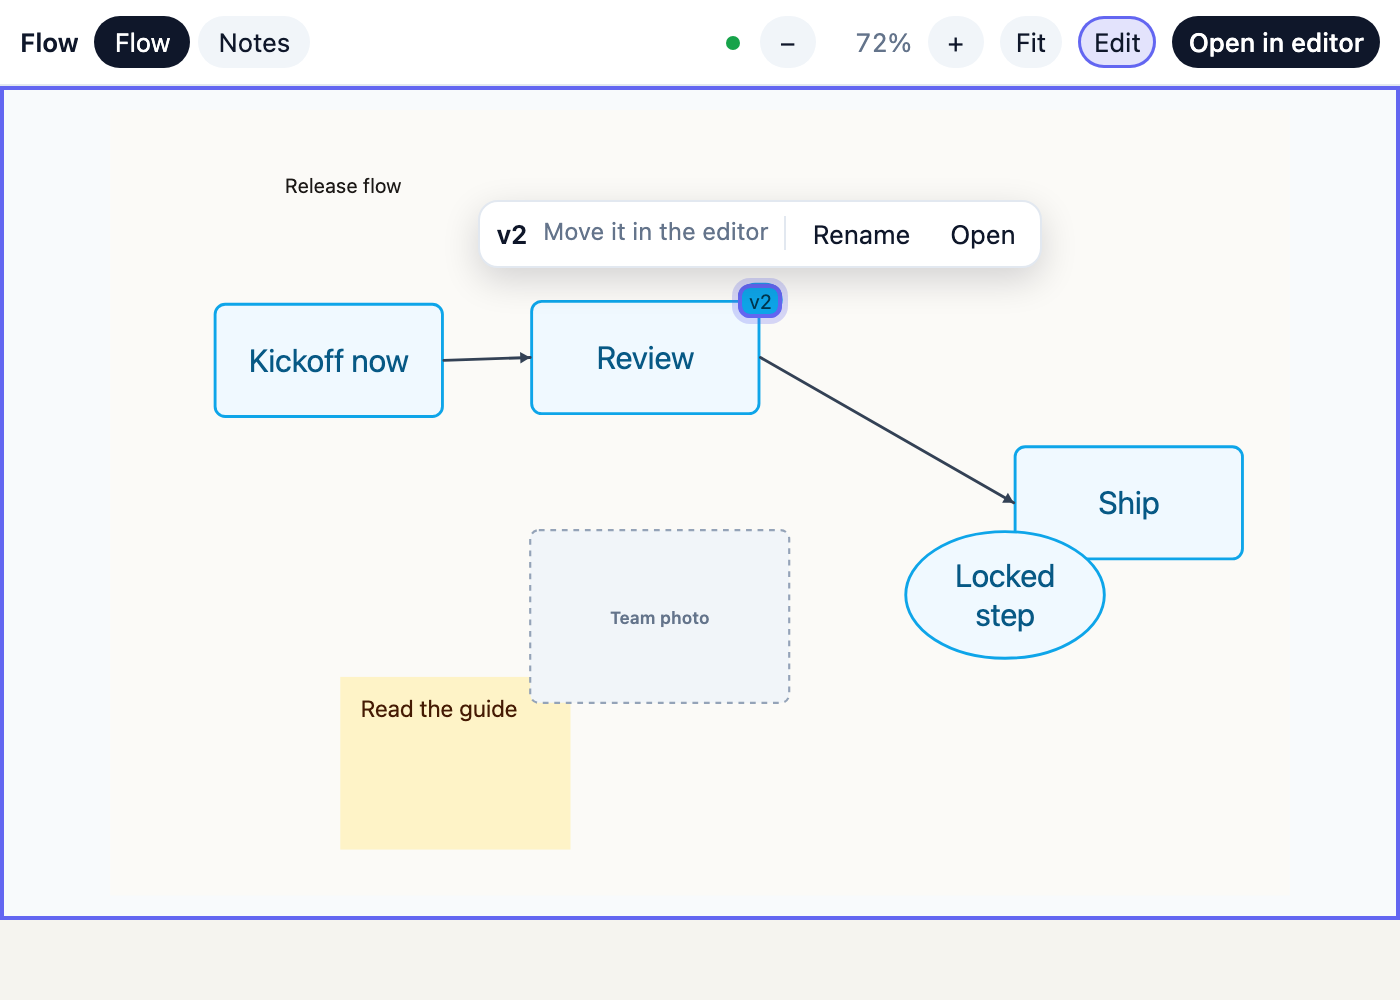 Flow Flow Notes − 72% + Fit Edit Open in editor
Release flow
v2 Move it in the editor Rename Open
v2
Kickoff now
Review
Ship
Locked
step
Team photo
Read the guide